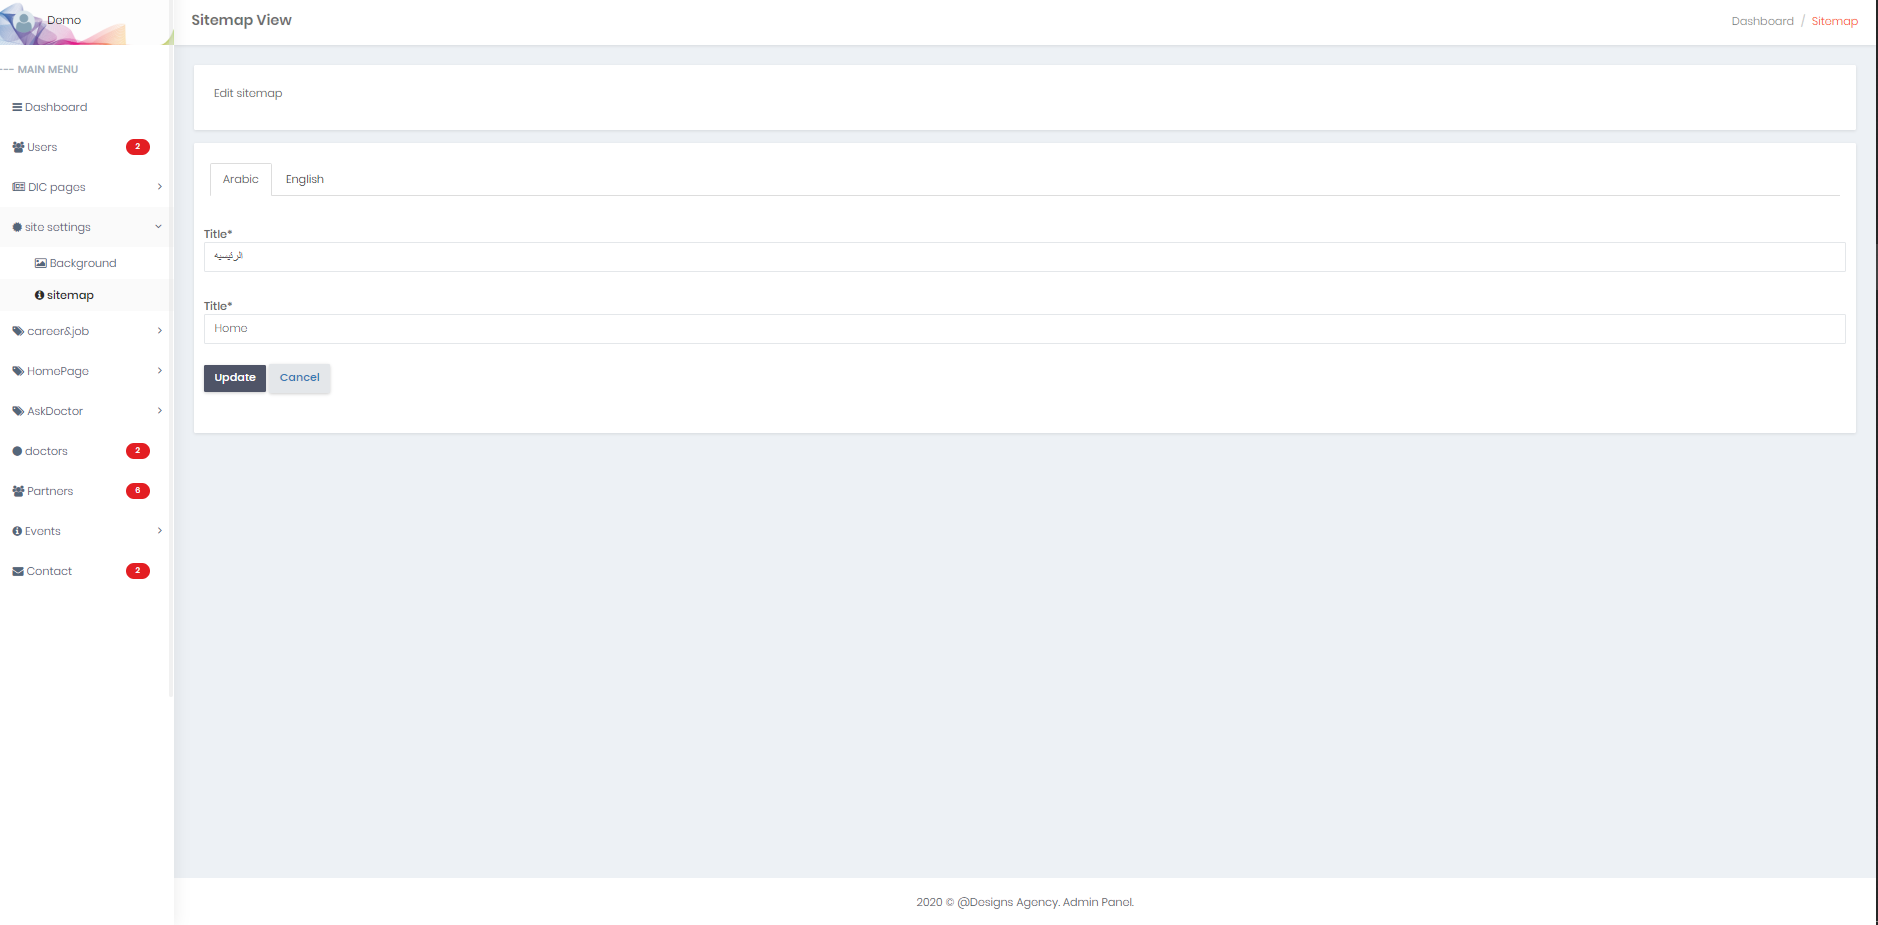 Demo
Sitemap View
Dashboard / Sitemap
--- MAIN MENU
Dashboard
Users 2
DIC pages
site settings
Background
sitemap
career&job
HomePage
AskDoctor
doctors 2
Partners 6
Events
Contact 2
Edit sitemap
Arabic English
Title*
الرئيسيه
Title*
Home
Update Cancel
2020 © @Designs Agency. Admin Panel.